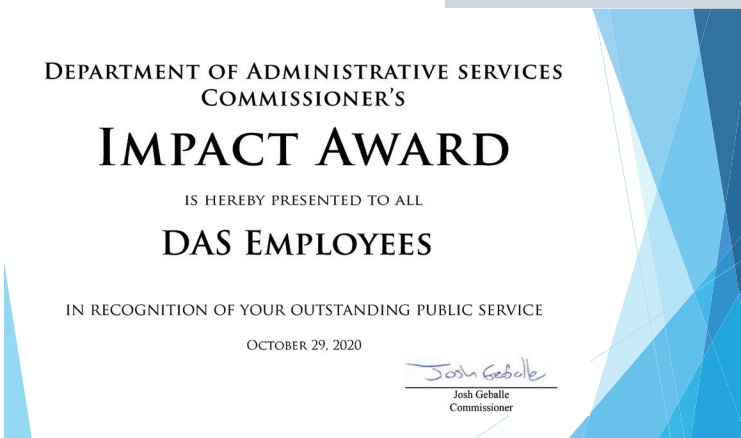 DEPARTMENT OF ADMINISTRATIVE SERVICES
COMMISSIONER'S
IMPACT AWARD
IS HEREBY PRESENTED TO ALL
DAS EMPLOYEES
IN RECOGNITION OF YOUR OUTSTANDING PUBLIC SERVICE
OCTOBER 29, 2020
Josh Geballe
Josh Geballe
Commissioner